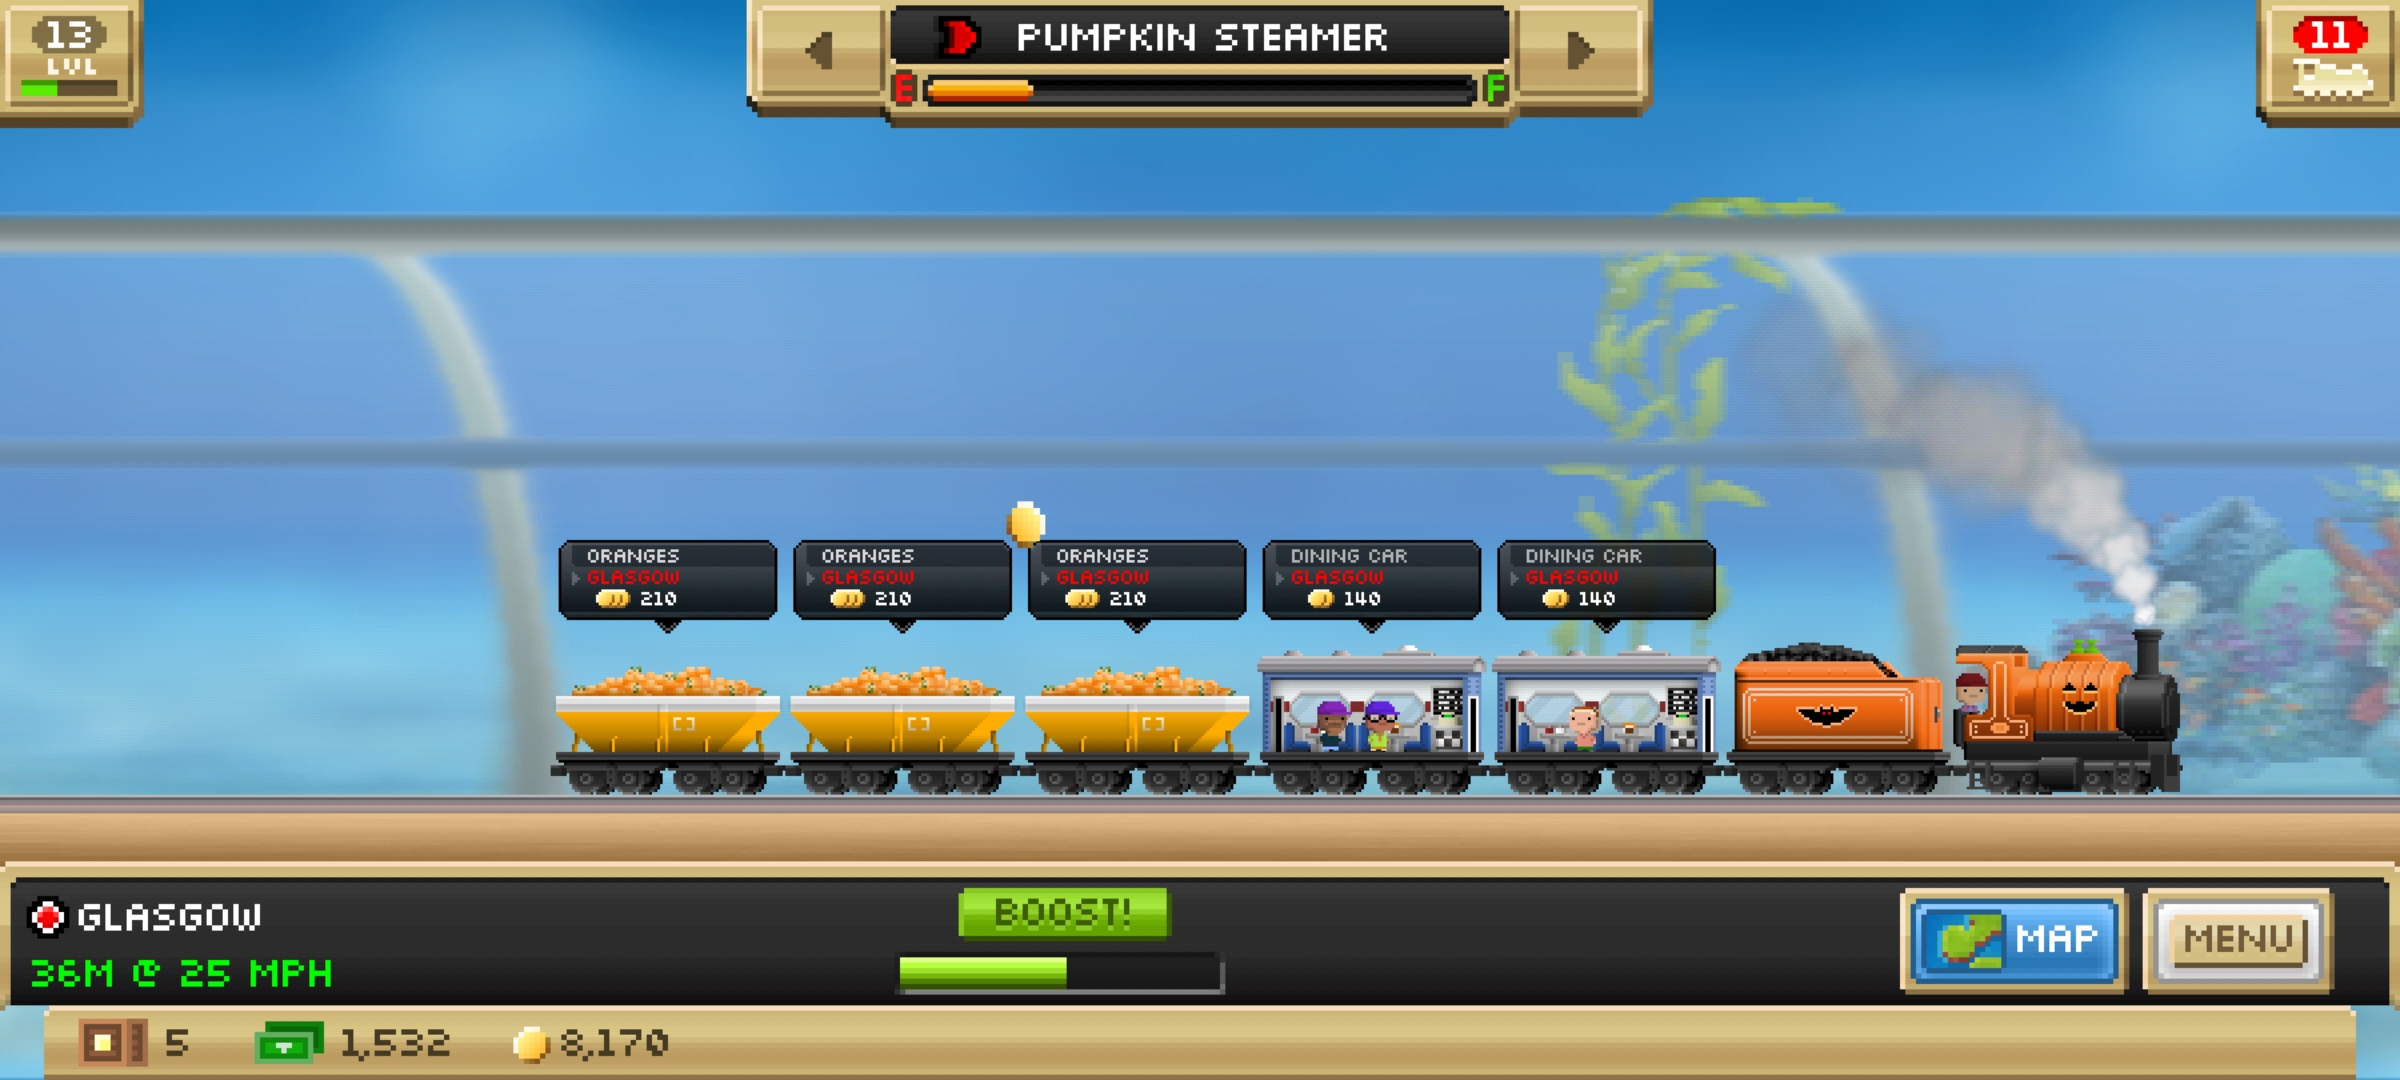 13
LVL
PUMPKIN STEAMER
E
F
11
ORANGES
GLASGOW
210
ORANGES
GLASGOW
210
ORANGES
GLASGOW
210
DINING CAR
GLASGOW
140
DINING CAR
GLASGOW
140
GLASGOW
36M @ 25 MPH
BOOST!
MAP
MENU
5
1,532
8,170